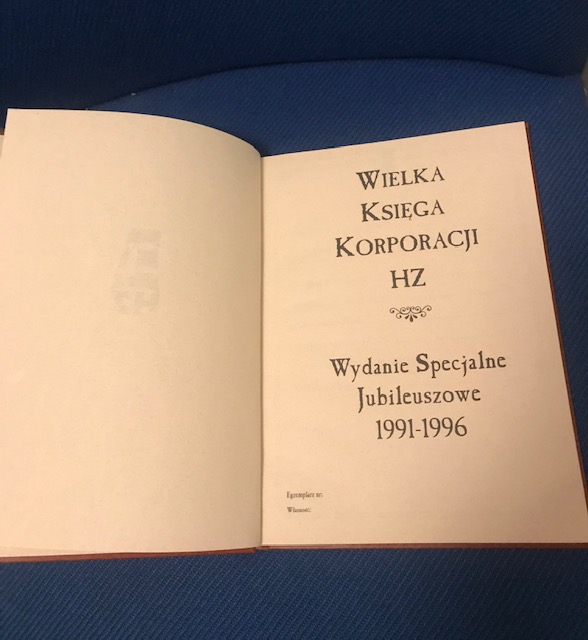 WIELKA
KSIĘGA
KORPORACJI
HZ
Wydanie Specjalne
Jubileuszowe
1991-1996
Egzemplarz nr:
Własność: